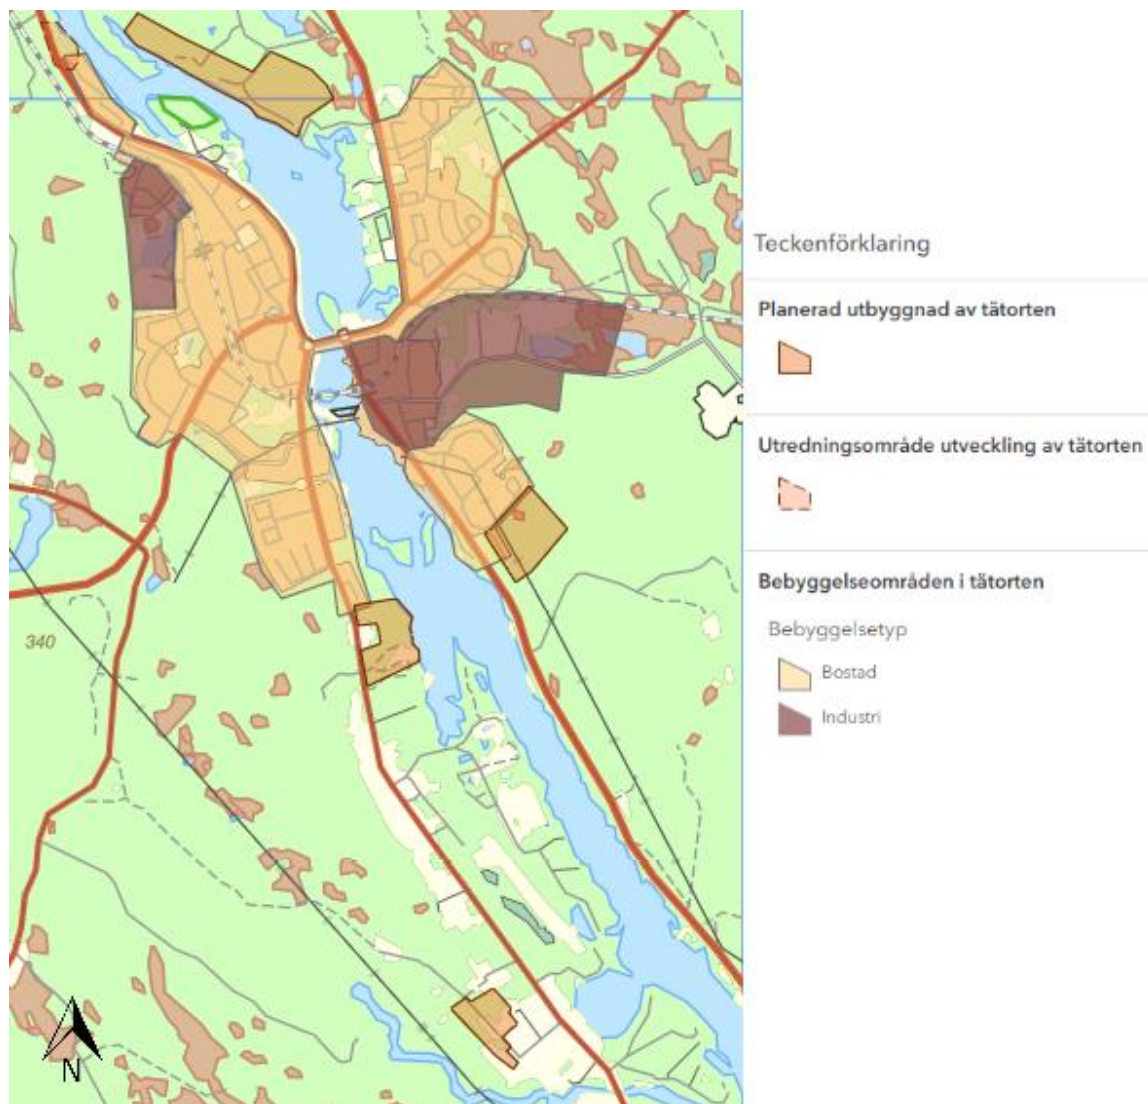 Teckenförklaring
Planerad utbyggnad av tätorten
Utredningsområde utveckling av tätorten
Bebyggelseområden i tätorten
Bebyggelsetyp
Bostad
Industri
340
N